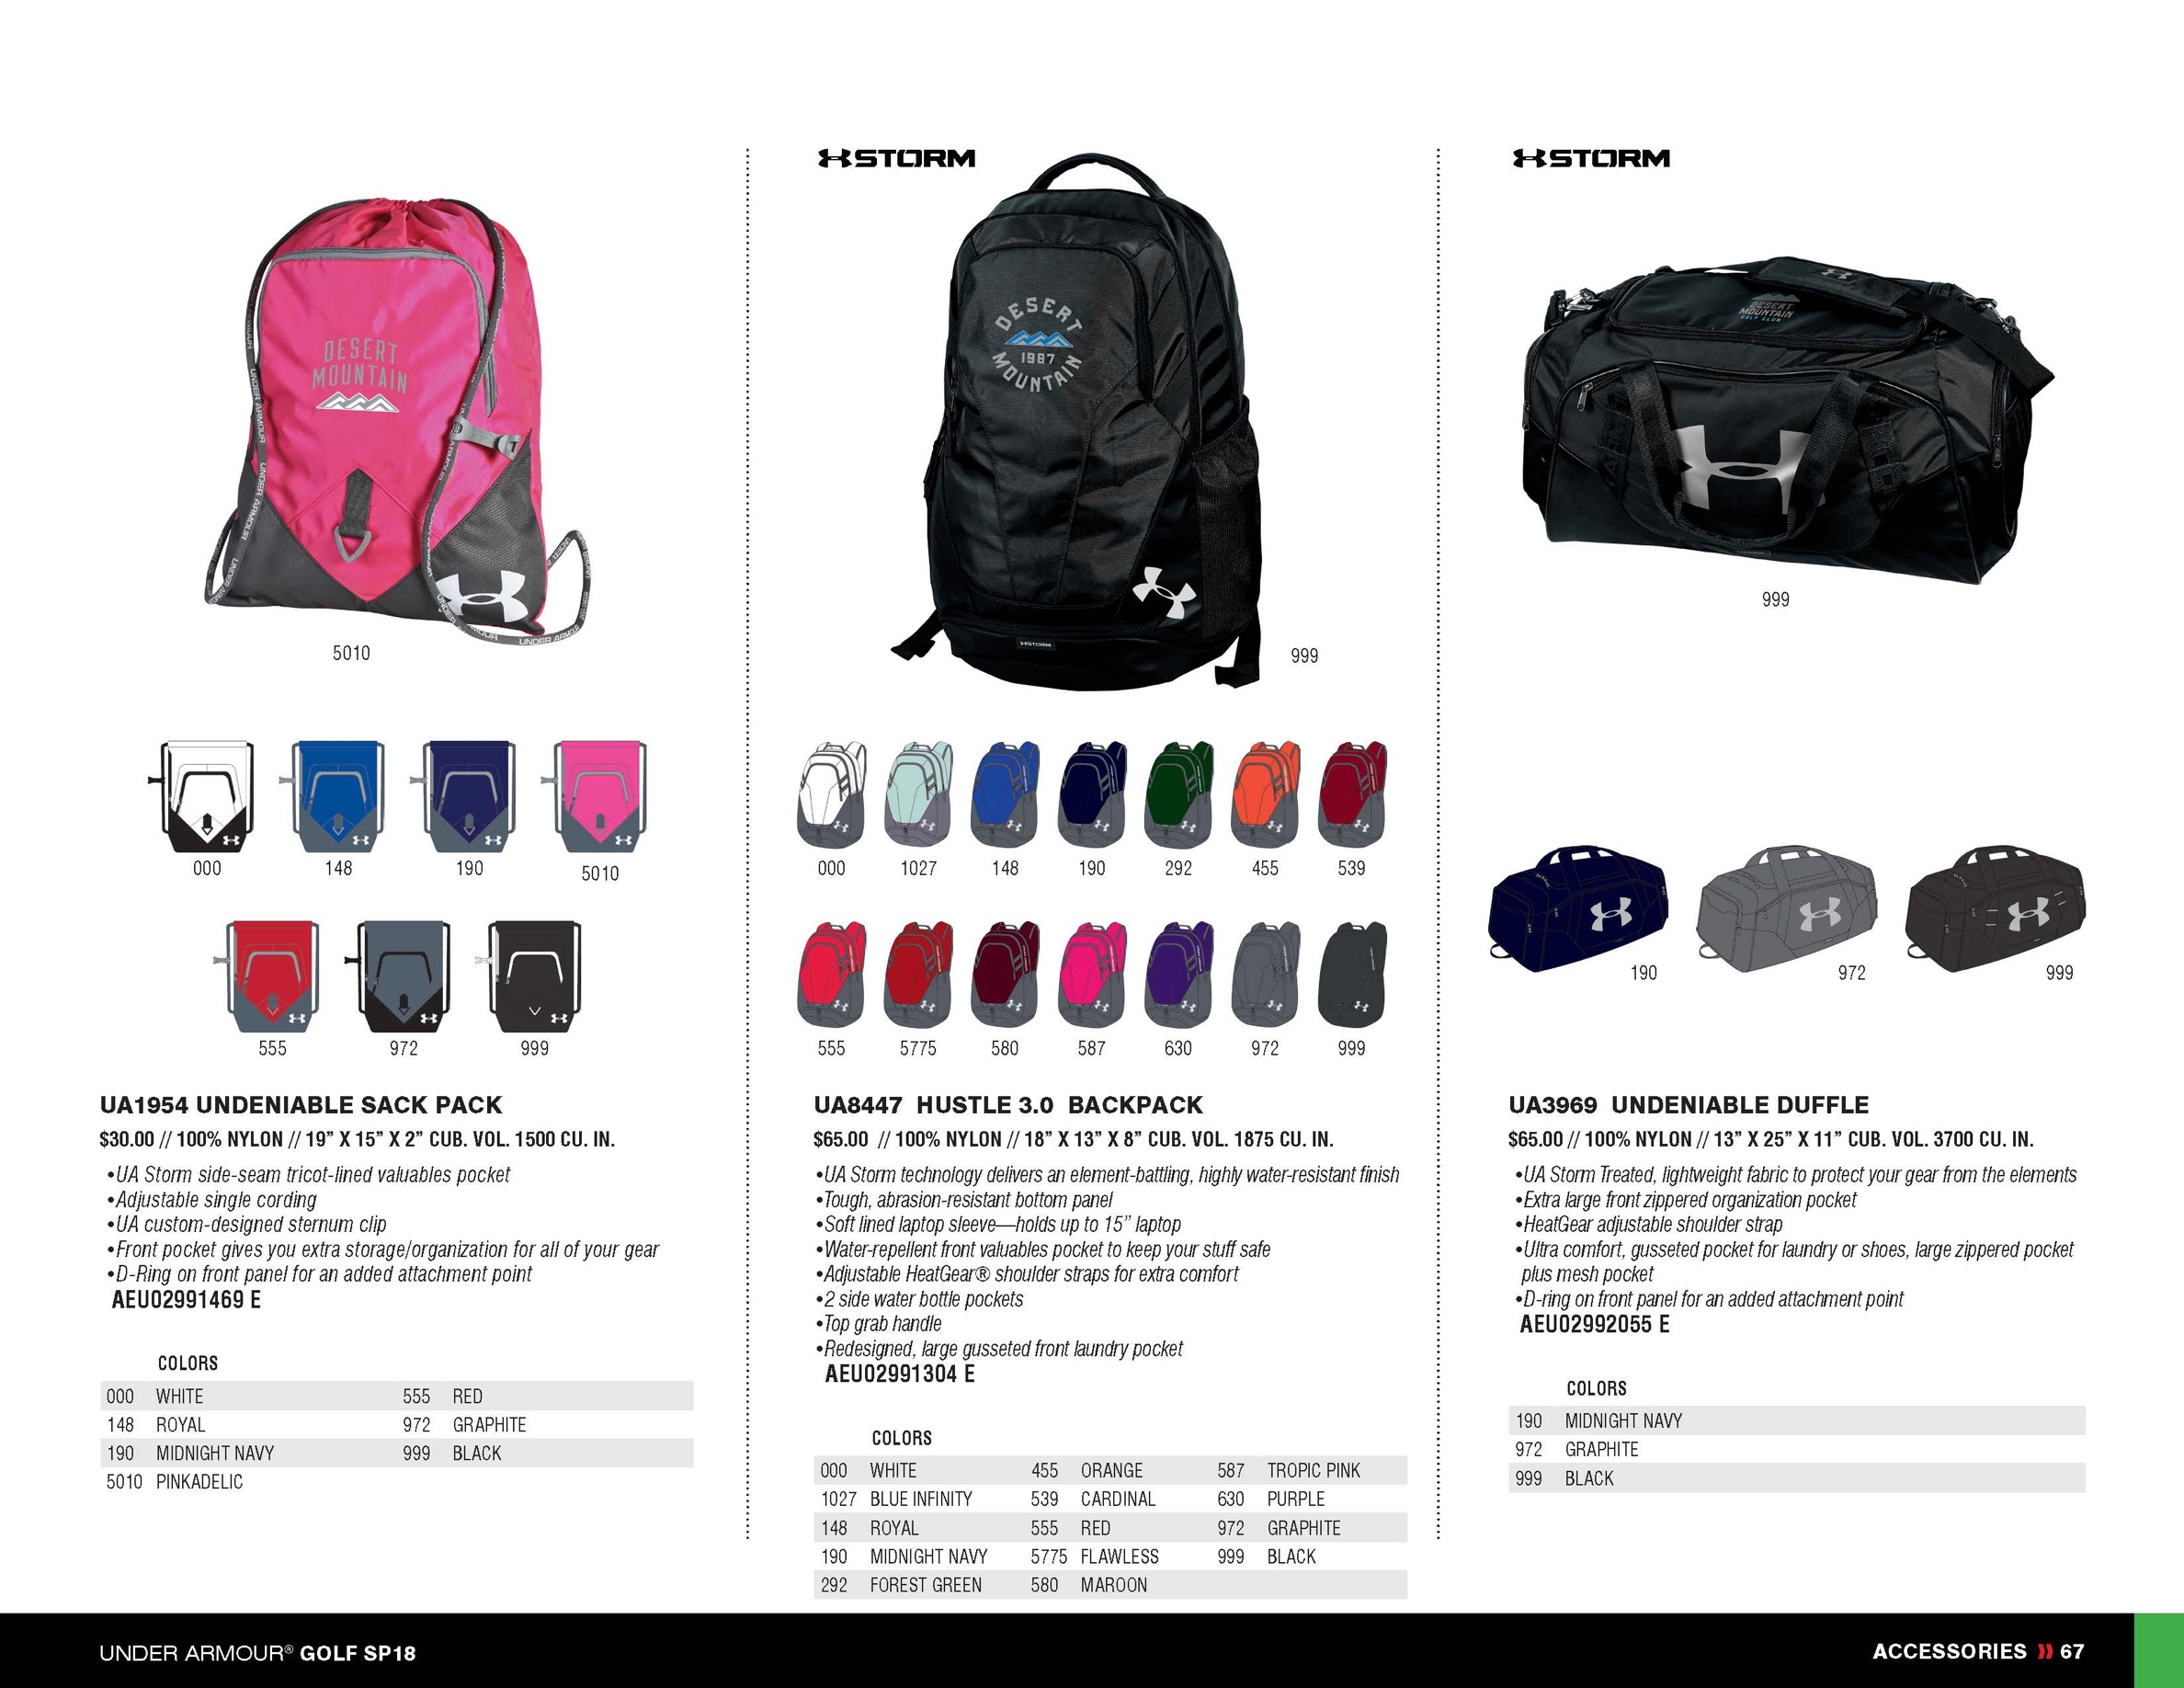 STORM
STORM
DESERT
MOUNTAIN
UNDER ARMOUR
5010
DESERT
1987
MOUNTAIN
STORM
999
DESERT
MOUNTAIN
GOLF CLUB
999
000 148 190 5010
555 972 999
000 1027 148 190 292 455 539
555 5775 580 587 630 972 999
190 972 999
UA1954 UNDENIABLE SACK PACK
$30.00 // 100% NYLON // 19” X 15” X 2” CUB. VOL. 1500 CU. IN.
•UA Storm side-seam tricot-lined valuables pocket
•Adjustable single cording
•UA custom-designed sternum clip
•Front pocket gives you extra storage/organization for all of your gear
•D-Ring on front panel for an added attachment point
AEU02991469 E
COLORS
000 WHITE 555 RED
148 ROYAL 972 GRAPHITE
190 MIDNIGHT NAVY 999 BLACK
5010 PINKADELIC
UA8447 HUSTLE 3.0 BACKPACK
$65.00 // 100% NYLON // 18” X 13” X 8” CUB. VOL. 1875 CU. IN.
•UA Storm technology delivers an element-battling, highly water-resistant finish
•Tough, abrasion-resistant bottom panel
•Soft lined laptop sleeve—holds up to 15” laptop
•Water-repellent front valuables pocket to keep your stuff safe
•Adjustable HeatGear® shoulder straps for extra comfort
•2 side water bottle pockets
•Top grab handle
•Redesigned, large gusseted front laundry pocket
AEU02991304 E
COLORS
000 WHITE 455 ORANGE 587 TROPIC PINK
1027 BLUE INFINITY 539 CARDINAL 630 PURPLE
148 ROYAL 555 RED 972 GRAPHITE
190 MIDNIGHT NAVY 5775 FLAWLESS 999 BLACK
292 FOREST GREEN 580 MAROON
UA3969 UNDENIABLE DUFFLE
$65.00 // 100% NYLON // 13” X 25” X 11” CUB. VOL. 3700 CU. IN.
•UA Storm Treated, lightweight fabric to protect your gear from the elements
•Extra large front zippered organization pocket
•HeatGear adjustable shoulder strap
•Ultra comfort, gusseted pocket for laundry or shoes, large zippered pocket
plus mesh pocket
•D-ring on front panel for an added attachment point
AEU02992055 E
COLORS
190 MIDNIGHT NAVY
972 GRAPHITE
999 BLACK
UNDER ARMOUR® GOLF SP18
ACCESSORIES 67